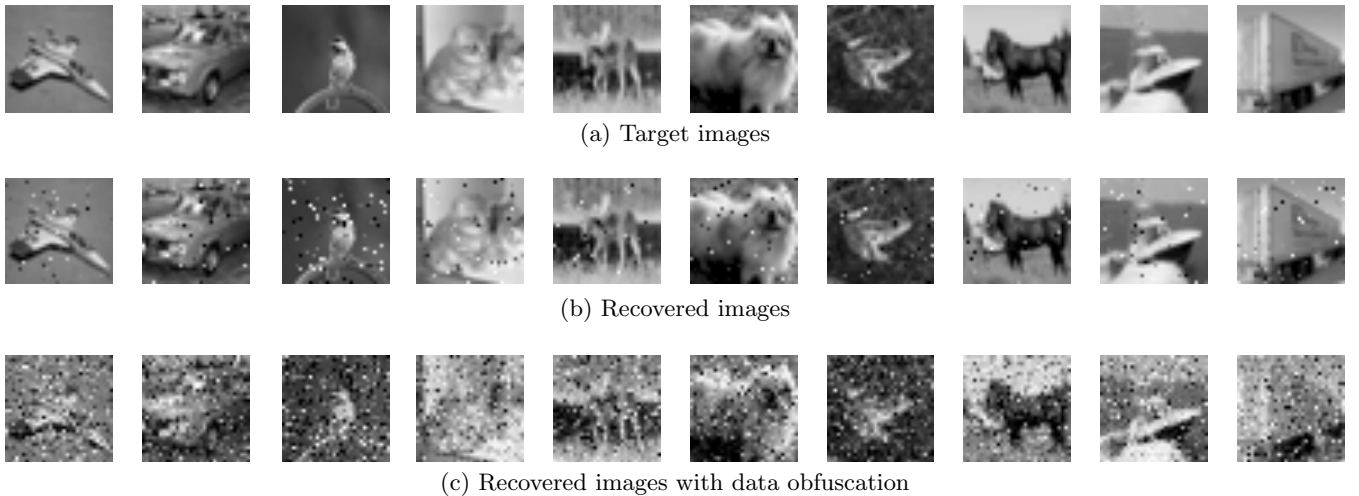 (a) Target images
(b) Recovered images
(c) Recovered images with data obfuscation